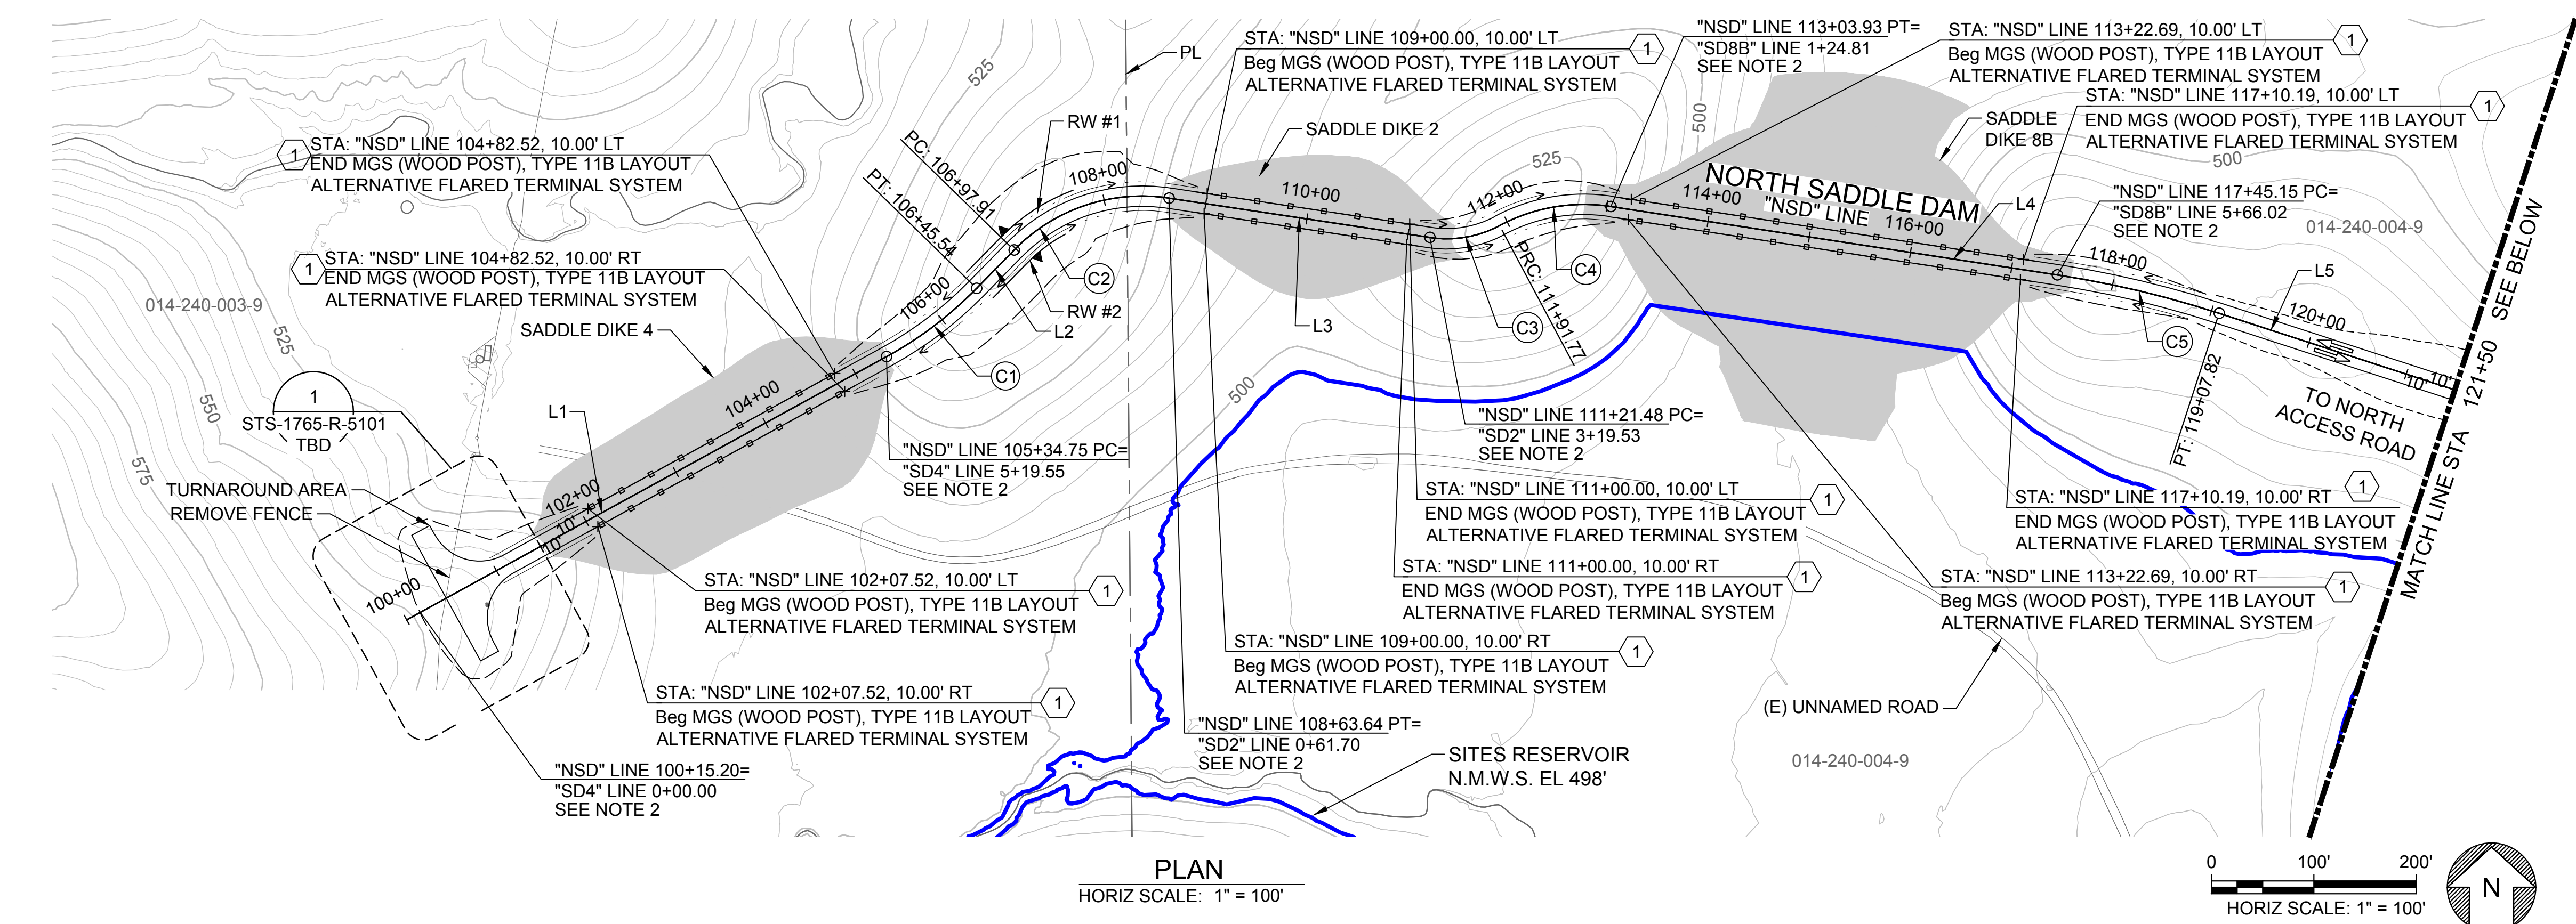 525
PL
STA: "NSD" LINE 109+00.00, 10.00' LT
1
Beg MGS (WOOD POST), TYPE 11B LAYOUT
ALTERNATIVE FLARED TERMINAL SYSTEM
"NSD" LINE 113+03.93 PT=
"SD8B" LINE 1+24.81
SEE NOTE 2
STA: "NSD" LINE 113+22.69, 10.00' LT
1
Beg MGS (WOOD POST), TYPE 11B LAYOUT
ALTERNATIVE FLARED TERMINAL SYSTEM
STA: "NSD" LINE 117+10.19, 10.00' LT
1
END MGS (WOOD POST), TYPE 11B LAYOUT
ALTERNATIVE FLARED TERMINAL SYSTEM
SADDLE
DIKE 8B
500
500
SADDLE DIKE 2
525
RW #1
1
STA: "NSD" LINE 104+82.52, 10.00' LT
END MGS (WOOD POST), TYPE 11B LAYOUT
ALTERNATIVE FLARED TERMINAL SYSTEM
PC: 106+97.91
PT: 106+45.54
108+00
110+00
112+00
NORTH SADDLE DAM
"NSD" LINE
114+00
116+00
L4
"NSD" LINE 117+45.15 PC=
"SD8B" LINE 5+66.02
SEE NOTE 2
014-240-004-9
118+00
L5
120+00
1
STA: "NSD" LINE 104+82.52, 10.00' RT
END MGS (WOOD POST), TYPE 11B LAYOUT
ALTERNATIVE FLARED TERMINAL SYSTEM
014-240-003-9
525
550
575
SADDLE DIKE 4
106+00
C2
RW #2
L2
C1
L3
C3
C4
PRC: 111+91.77
C5
PT: 119+07.82
10'
10'
TO NORTH
ACCESS ROAD
MATCH LINE STA 121+50 SEE BELOW
1
STS-1765-R-5101
TBD
L1
104+00
500
"NSD" LINE 105+34.75 PC=
"SD4" LINE 5+19.55
SEE NOTE 2
"NSD" LINE 111+21.48 PC=
"SD2" LINE 3+19.53
SEE NOTE 2
TURNAROUND AREA
REMOVE FENCE
102+00
10'
10'
100+00
STA: "NSD" LINE 111+00.00, 10.00' LT
1
END MGS (WOOD POST), TYPE 11B LAYOUT
ALTERNATIVE FLARED TERMINAL SYSTEM
STA: "NSD" LINE 117+10.19, 10.00' RT
1
END MGS (WOOD POST), TYPE 11B LAYOUT
ALTERNATIVE FLARED TERMINAL SYSTEM
STA: "NSD" LINE 111+00.00, 10.00' RT
1
END MGS (WOOD POST), TYPE 11B LAYOUT
ALTERNATIVE FLARED TERMINAL SYSTEM
STA: "NSD" LINE 113+22.69, 10.00' RT
1
Beg MGS (WOOD POST), TYPE 11B LAYOUT
ALTERNATIVE FLARED TERMINAL SYSTEM
STA: "NSD" LINE 102+07.52, 10.00' LT
1
Beg MGS (WOOD POST), TYPE 11B LAYOUT
ALTERNATIVE FLARED TERMINAL SYSTEM
STA: "NSD" LINE 109+00.00, 10.00' RT
1
Beg MGS (WOOD POST), TYPE 11B LAYOUT
ALTERNATIVE FLARED TERMINAL SYSTEM
STA: "NSD" LINE 102+07.52, 10.00' RT
1
Beg MGS (WOOD POST), TYPE 11B LAYOUT
ALTERNATIVE FLARED TERMINAL SYSTEM
"NSD" LINE 108+63.64 PT=
"SD2" LINE 0+61.70
SEE NOTE 2
(E) UNNAMED ROAD
014-240-004-9
SITES RESERVOIR
N.M.W.S. EL 498'
"NSD" LINE 100+15.20=
"SD4" LINE 0+00.00
SEE NOTE 2
PLAN
HORIZ SCALE: 1" = 100'
0 100' 200'
HORIZ SCALE: 1" = 100'
N